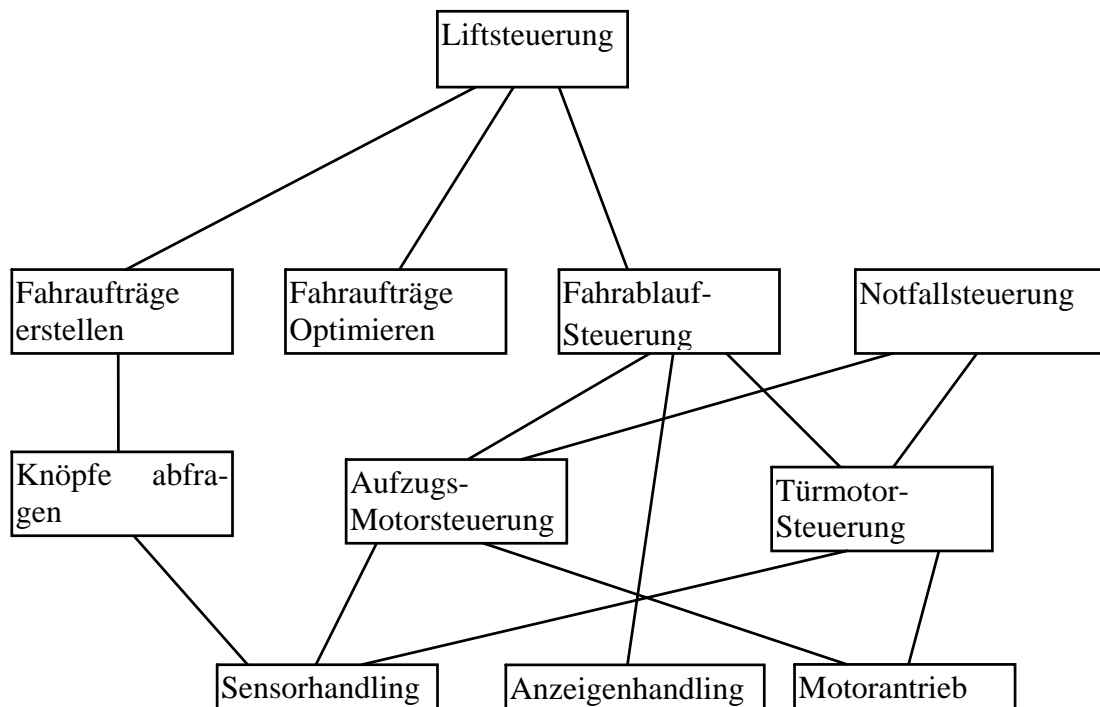 Liftsteuerung
Fahraufträge
erstellen
Fahraufträge
Optimieren
Fahrablauf-
Steuerung
Notfallsteuerung
Knöpfe abfra-
gen
Aufzugs-
Motorsteuerung
Türmotor-
Steuerung
Sensorhandling
Anzeigenhandling
Motorantrieb